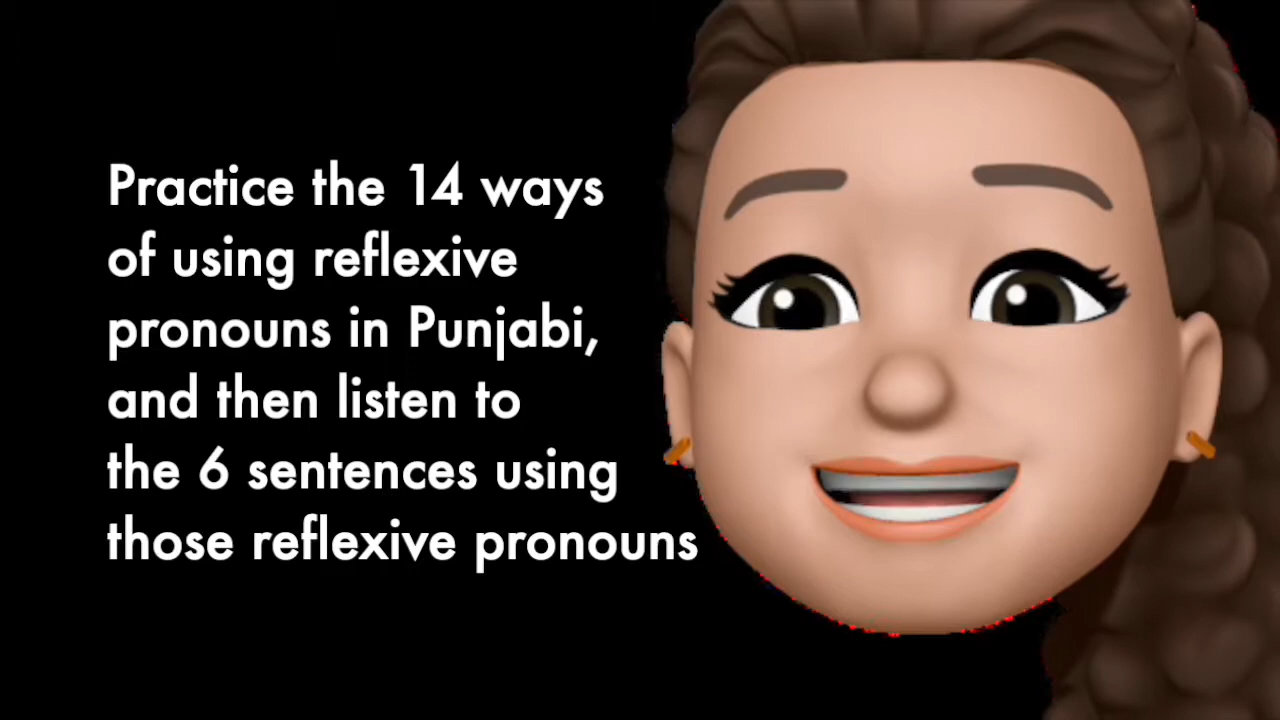 Practice the 14 ways
of using reflexive
pronouns in Punjabi,
and then listen to
the 6 sentences using
those reflexive pronouns